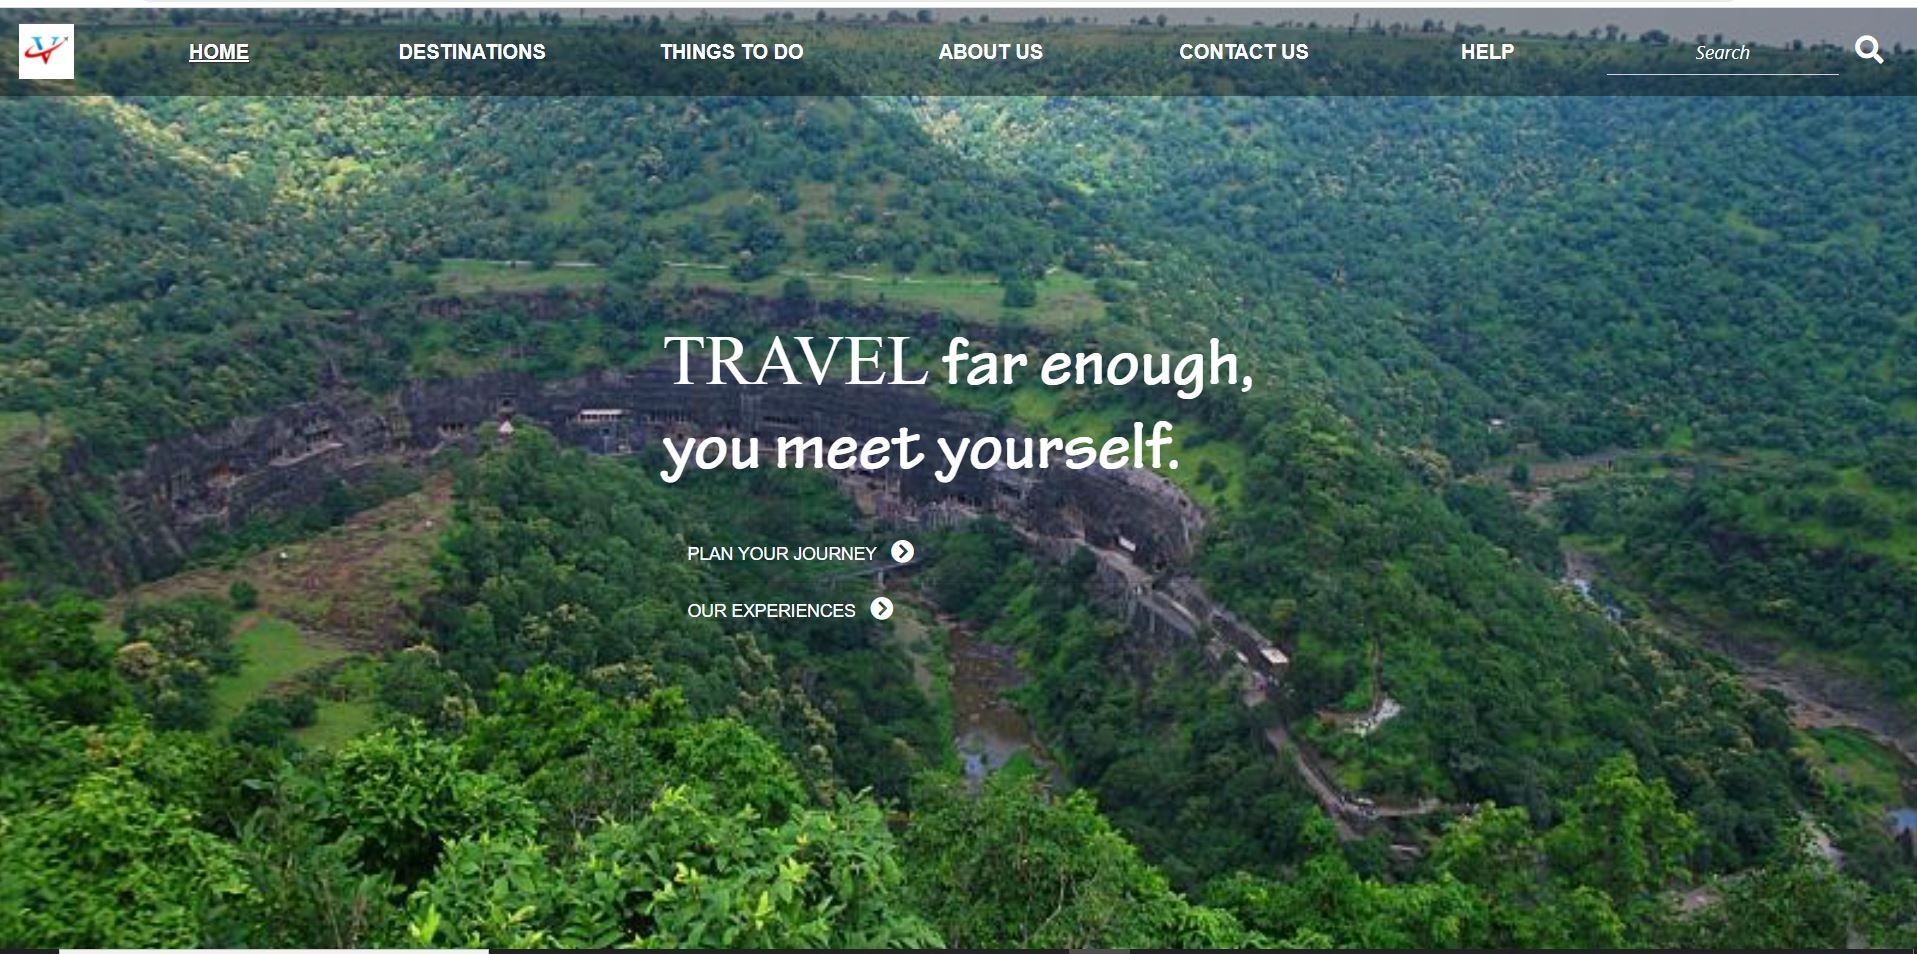 V
HOME DESTINATIONS THINGS TO DO ABOUT US CONTACT US HELP Search
TRAVEL far enough,
you meet yourself.
PLAN YOUR JOURNEY
OUR EXPERIENCES